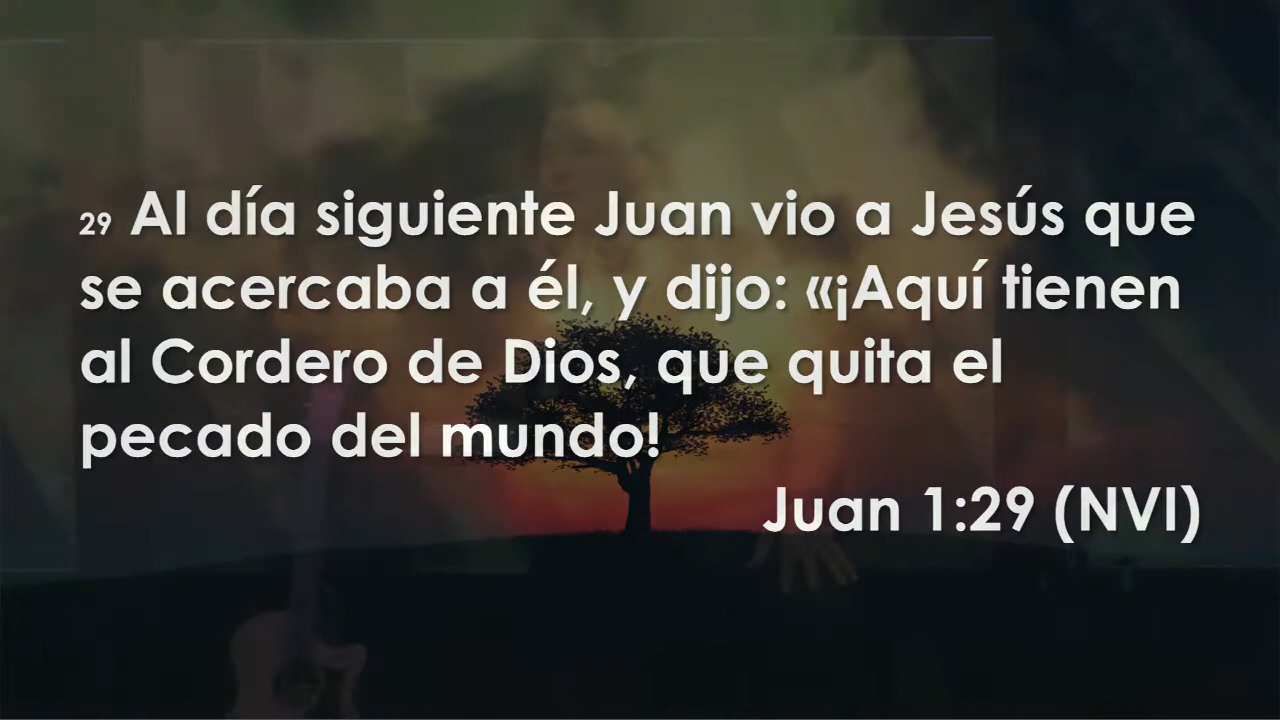 29 Al día siguiente Juan vio a Jesús que
se acercaba a él, y dijo: «¡Aquí tienen
al Cordero de Dios, que quita el
pecado del mundo!
Juan 1:29 (NVI)